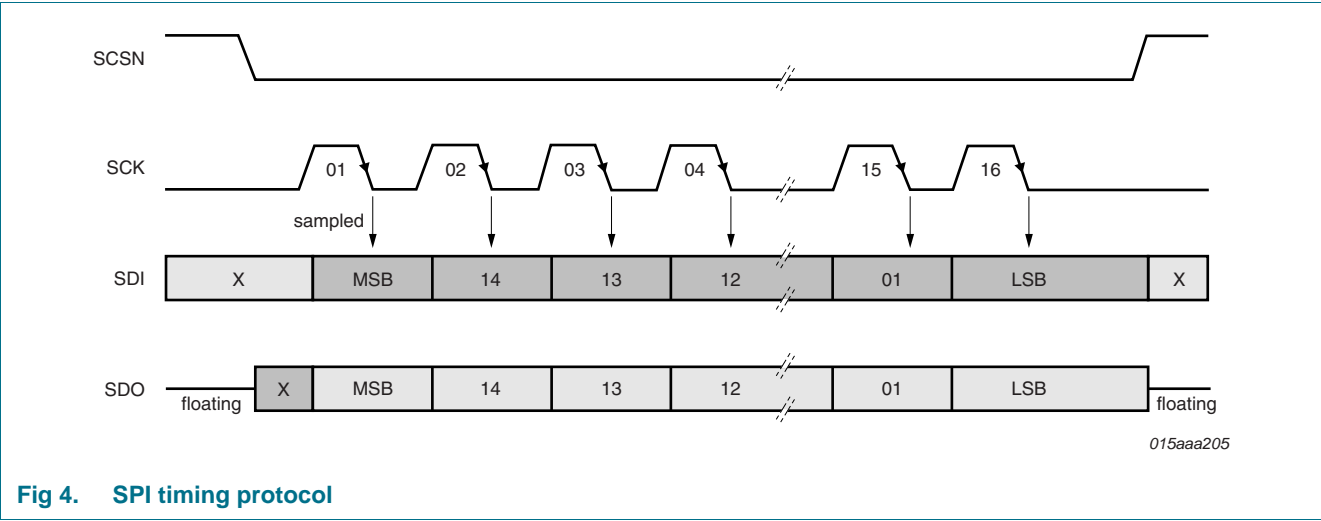 SCSN
SCK 01 02 03 04 15 16
sampled
SDI X MSB 14 13 12 01 LSB X
SDO X MSB 14 13 12 01 LSB
floating floating
015aaa205
Fig 4. SPI timing protocol